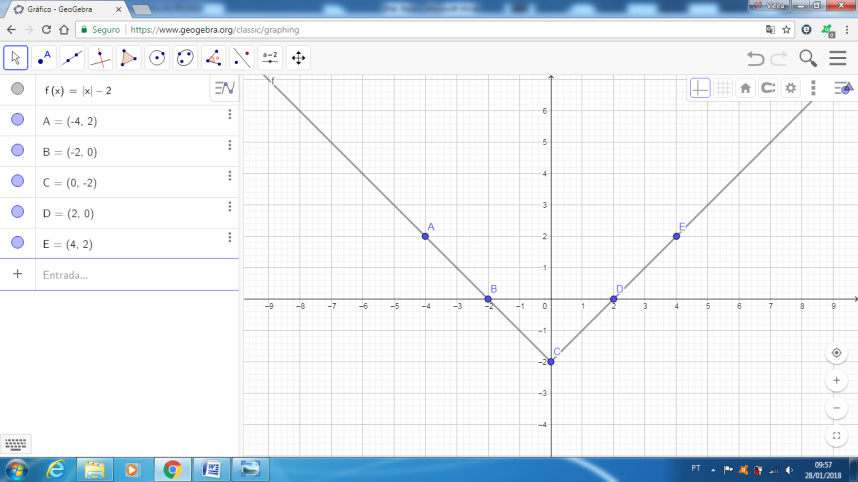 Gráfico - GeoGebra
Vieira
Seguro | https://www.geogebra.org/classic/graphing
A
a=2
f(x) = |x| − 2
A = (-4, 2)
B = (-2, 0)
C = (0, -2)
D = (2, 0)
E = (4, 2)
Entrada...
f
6
5
4
3
A 2 E
1
B D
−9 −8 −7 −6 −5 −4 −3 −2 −1 0 1 2 3 4 5 6 7 8 9
−1
−2 C
−3
−4
PT
09:57
28/01/2018